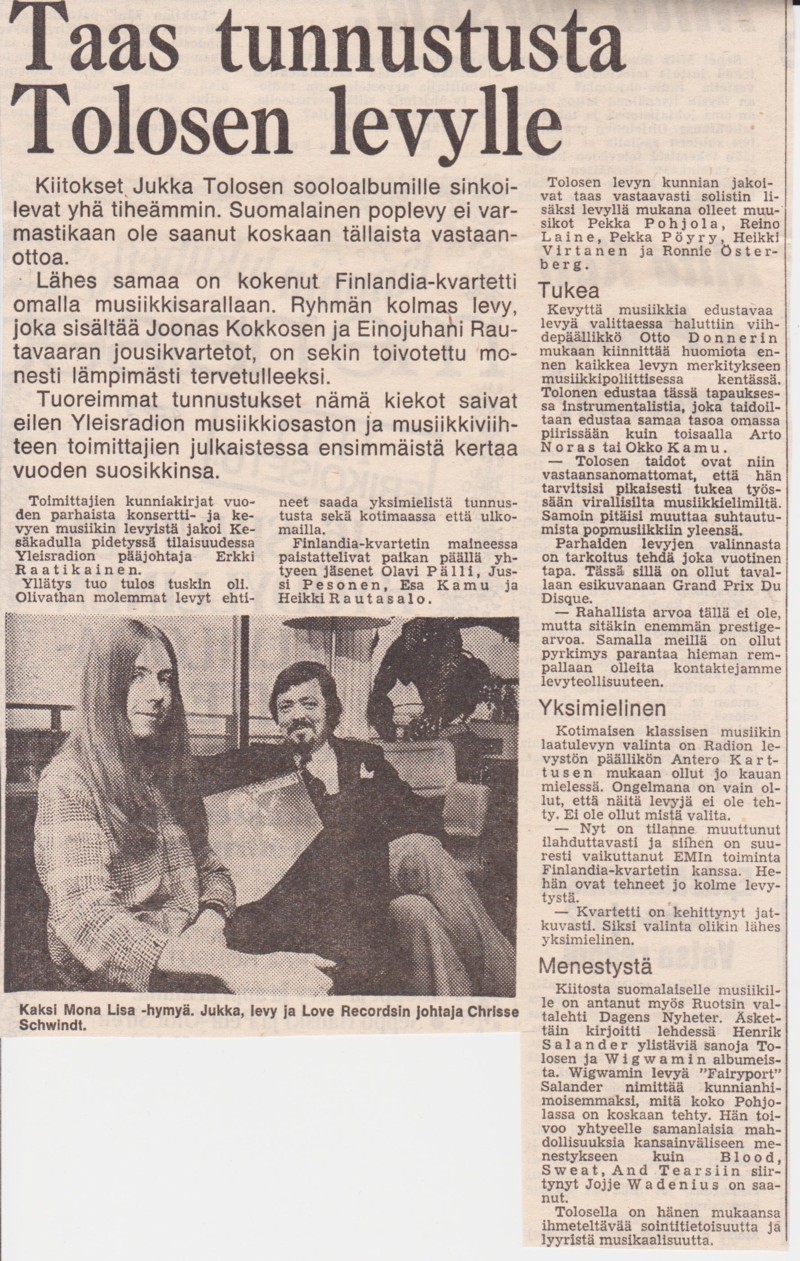 Taas tunnustusta
Tolosen levylle
Kiitokset Jukka Tolosen sooloalbumille sinkoi-
levat yhä tiheämmin. Suomalainen poplevy ei var-
mastikaan ole saanut koskaan tällaista vastaan-
ottoa.
Lähes samaa on kokenut Finlandia-kvartetti
omalla musiikkisarallaan. Ryhmän kolmas levy,
joka sisältää Joonas Kokkosen ja Einojuhani Rau-
tavaaran jousikvartetot, on sekin toivotettu mo-
nesti lämpimästi tervetulleeksi.
Tuoreimmat tunnustukset nämä kiekot saivat
eilen Yleisradion musiikkiosaston ja musiikkiviih-
teen toimittajien julkaistessa ensimmäistä kertaa
vuoden suosikkinsa.
Toimittajien kunniakirjat vuo-
den parhaista konsertti- ja ke-
vyen musiikin levyistä jakoi Ke-
säkadulla pidetyssä tilaisuudessa
Yleisradion pääjohtaja Erkki
Raatikainen.
Yllätys tuo tulos tuskin oli.
Olivathan molemmat levyt ehti-
neet saada yksimielistä tunnus-
tusta sekä kotimaassa että ulko-
mailla.
Finlandia-kvartetin maineessa
paistattelivat paikan päällä yh-
tyeen jäsenet Olavi Pälli, Jus-
si Pesonen, Esa Kamu ja
Heikki Rautasalo.
Kaksi Mona Lisa -hymyä. Jukka, levy ja Love Recordsin johtaja Chrisse
Schwindt.
Tolosen levyn kunnian jakoi-
vat taas vastaavasti solistin li-
säksi levyllä mukana olleet muu-
sikot Pekka Pohjola, Reino
Laine, Pekka Pöyry, Heikki
Virtanen ja Ronnie Öster-
berg.
Tukea
Kevyttä musiikkia edustavaa
levyä valittaessa haluttiin viih-
depäällikkö Otto Donnerin
mukaan kiinnittää huomiota en-
nen kaikkea levyn merkitykseen
musiikkipoliittisessa kentässä.
Tolonen edustaa tässä tapaukses-
sa instrumentalistia, joka taidoil-
taan edustaa samaa tasoa omassa
piirissään kuin toisaalla Arto
Noras tai Okko Kamu.
— Tolosen taidot ovat niin
vastaansanomattomat, että hän
tarvitsisi pikaisesti tukea työs-
sään virallisilta musiikkielimiltä.
Samoin pitäisi muuttaa suhtautu-
mista popmusiikkiin yleensä.
Parhaiden levyjen valinnasta
on tarkoitus tehdä joka vuotinen
tapa. Tässä sillä on ollut taval-
laan esikuvanaan Grand Prix Du
Disque.
— Rahallista arvoa tällä ei ole,
mutta sitäkin enemmän prestige-
arvoa. Samalla meillä on ollut
pyrkimys parantaa hieman rem-
pallaan olleita kontaktejamme
levyteollisuuteen.
Yksimielinen
Kotimaisen klassisen musiikin
laatulevyn valinta on Radion le-
vystön päällikön Antero Kart-
tusen mukaan ollut jo kauan
mielessä. Ongelmana on vain ol-
lut, että näitä levyjä ei ole teh-
ty. Ei ole ollut mistä valita.
— Nyt on tilanne muuttunut
ilahduttavasti ja siihen on suu-
resti vaikuttanut EMIn toiminta
Finlandia-kvartetin kanssa. He-
hän ovat tehneet jo kolme levy-
tystä.
— Kvartetti on kehittynyt jat-
kuvasti. Siksi valinta olikin lähes
yksimielinen.
Menestystä
Kiitosta suomalaiselle musiikil-
le on antanut myös Ruotsin val-
talehti Dagens Nyheter. Äsket-
täin kirjoitti lehdessä Henrik
Salander ylistäviä sanoja To-
losen ja Wigwamin albumeis-
ta. Wigwamin levyä "Fairyport"
Salander nimittää kunnianhi-
moisemmaksi, mitä koko Pohjo-
lassa on koskaan tehty. Hän toi-
voo yhtyeelle samanlaisia mah-
dollisuuksia kansainväliseen me-
nestykseen kuin Blood,
Sweat, And Tearsiin siir-
tynyt Jojje Wadenius on saa-
nut.
Tolosella on hänen mukaansa
ihmeteltävää sointitietoisuutta ja
lyyristä musikaalisuutta.